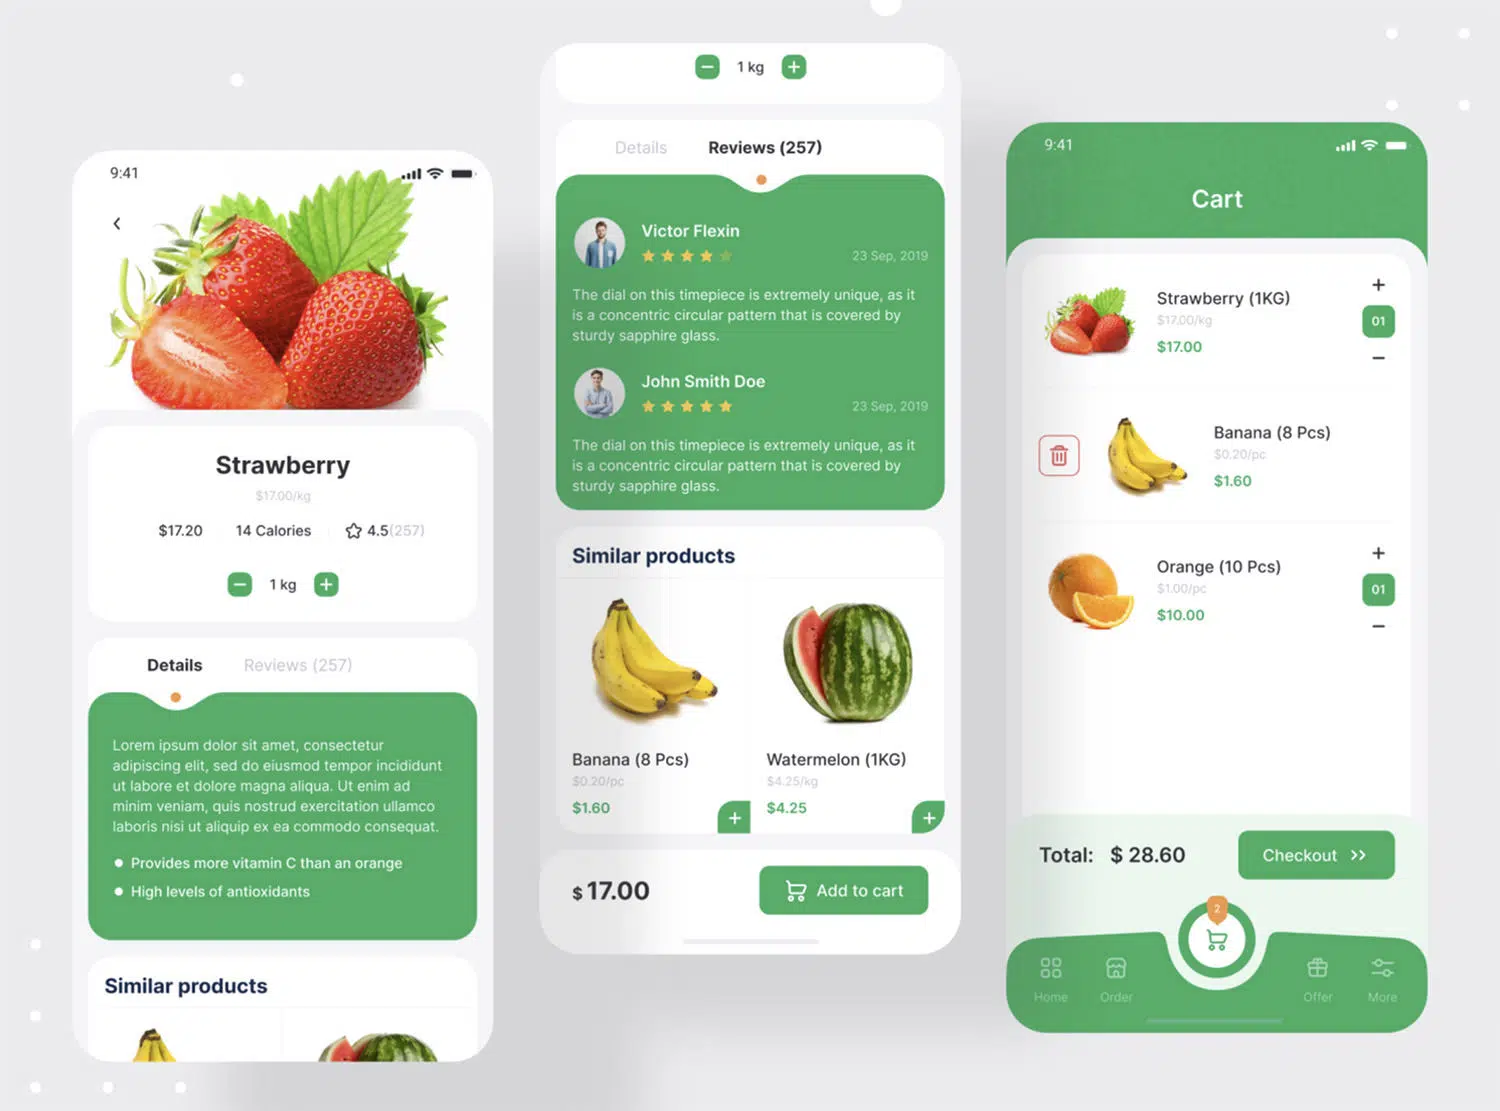 9:41
Strawberry
$17.00/kg
$17.20
14 Calories
4.5(257)
1 kg
Details
Reviews (257)
Lorem ipsum dolor sit amet, consectetur
adipiscing elit, sed do eiusmod tempor incididunt
ut labore et dolore magna aliqua. Ut enim ad
minim veniam, quis nostrud exercitation ullamco
laboris nisi ut aliquip ex ea commodo consequat.
Provides more vitamin C than an orange
High levels of antioxidants
Similar products
1 kg
Details
Reviews (257)
Victor Flexin
23 Sep, 2019
The dial on this timepiece is extremely unique, as it
is a concentric circular pattern that is covered by
sturdy sapphire glass.
John Smith Doe
23 Sep, 2019
The dial on this timepiece is extremely unique, as it
is a concentric circular pattern that is covered by
sturdy sapphire glass.
Similar products
Banana (8 Pcs)
$0.20/pc
$1.60
Watermelon (1KG)
$4.25/kg
$4.25
$ 17.00
Add to cart
9:41
Cart
Strawberry (1KG)
$17.00/kg
$17.00
01
Banana (8 Pcs)
$0.20/pc
$1.60
Orange (10 Pcs)
$1.00/pc
$10.00
01
Total: $ 28.60
Checkout
2
Home
Order
Offer
More